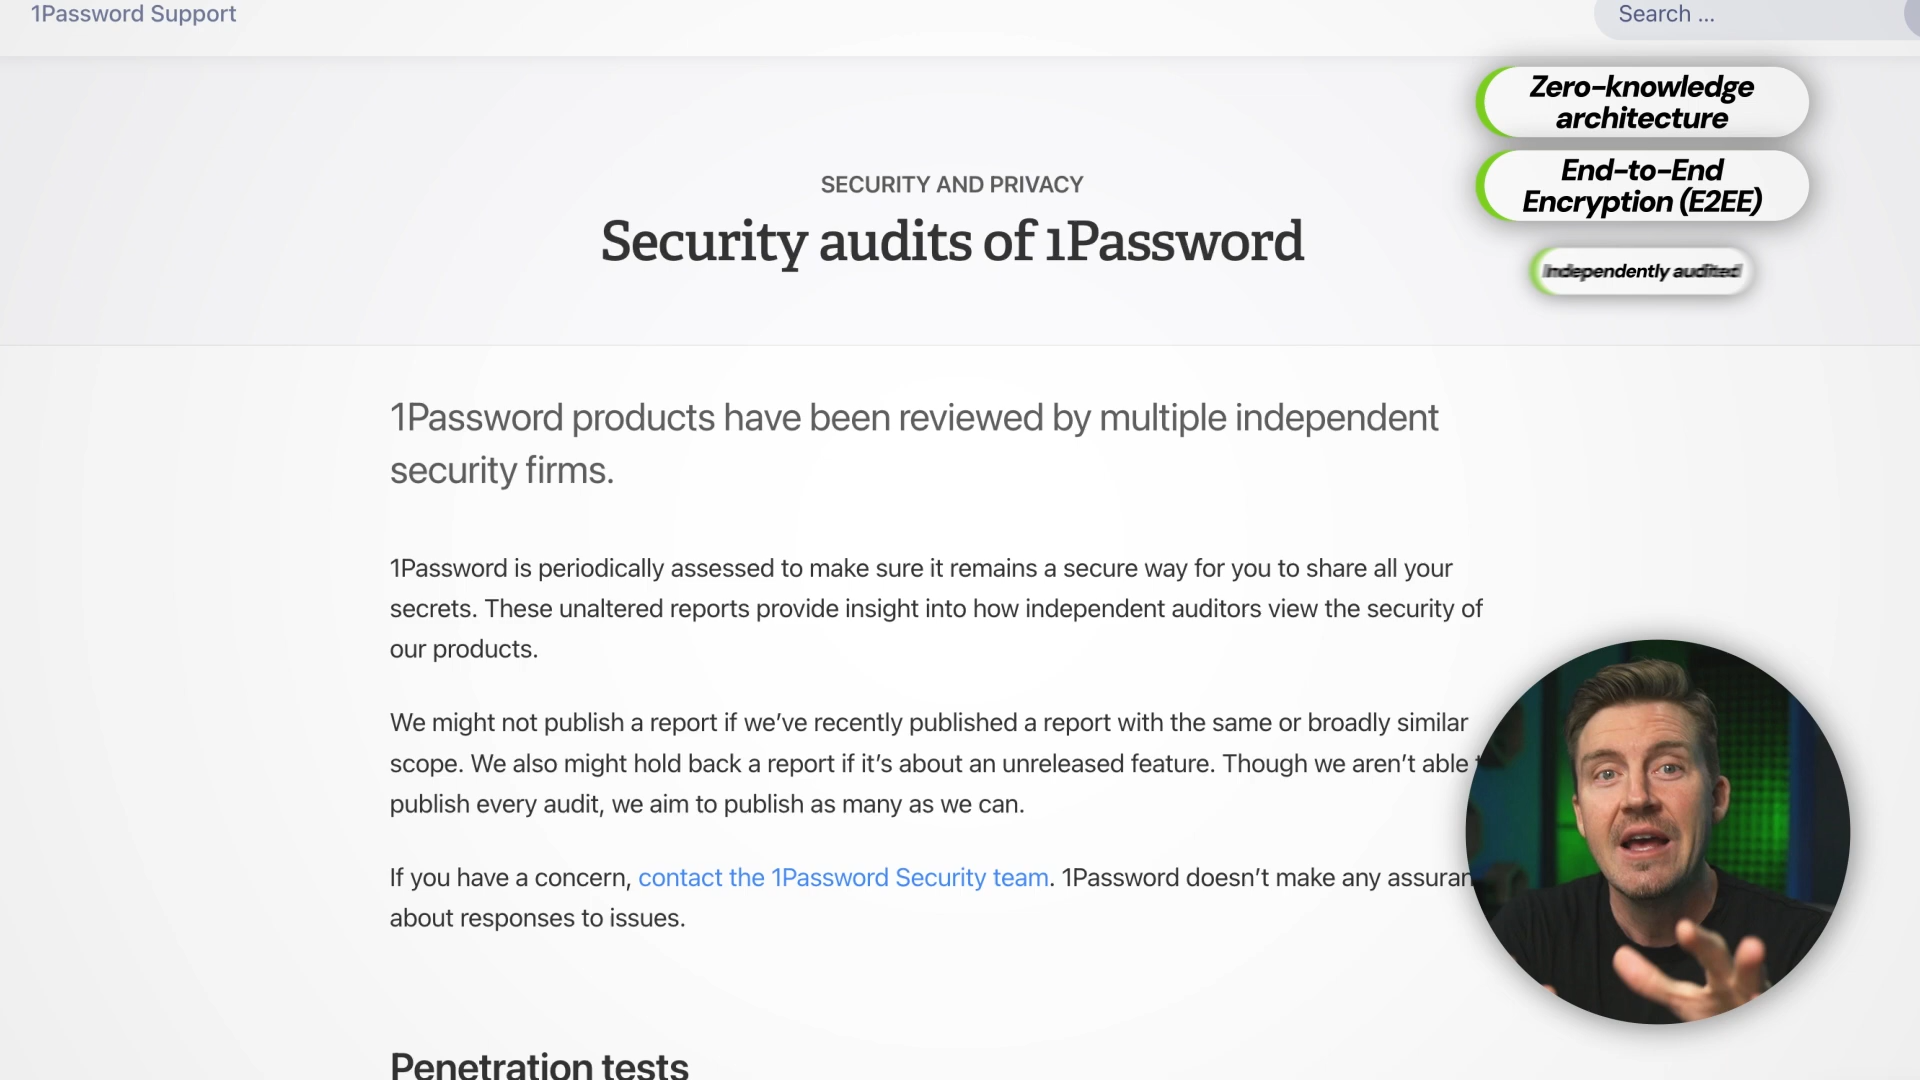 1Password Support
Search ...
Zero-knowledge
architecture
End-to-End
Encryption (E2EE)
Independently audited
SECURITY AND PRIVACY
Security audits of 1Password
1Password products have been reviewed by multiple independent
security firms.
1Password is periodically assessed to make sure it remains a secure way for you to share all your
secrets. These unaltered reports provide insight into how independent auditors view the security of
our products.
We might not publish a report if we’ve recently published a report with the same or broadly similar
scope. We also might hold back a report if it’s about an unreleased feature. Though we aren’t able
publish every audit, we aim to publish as many as we can.
If you have a concern, contact the 1Password Security team. 1Password doesn’t make any
about responses to issues.
Penetration tests